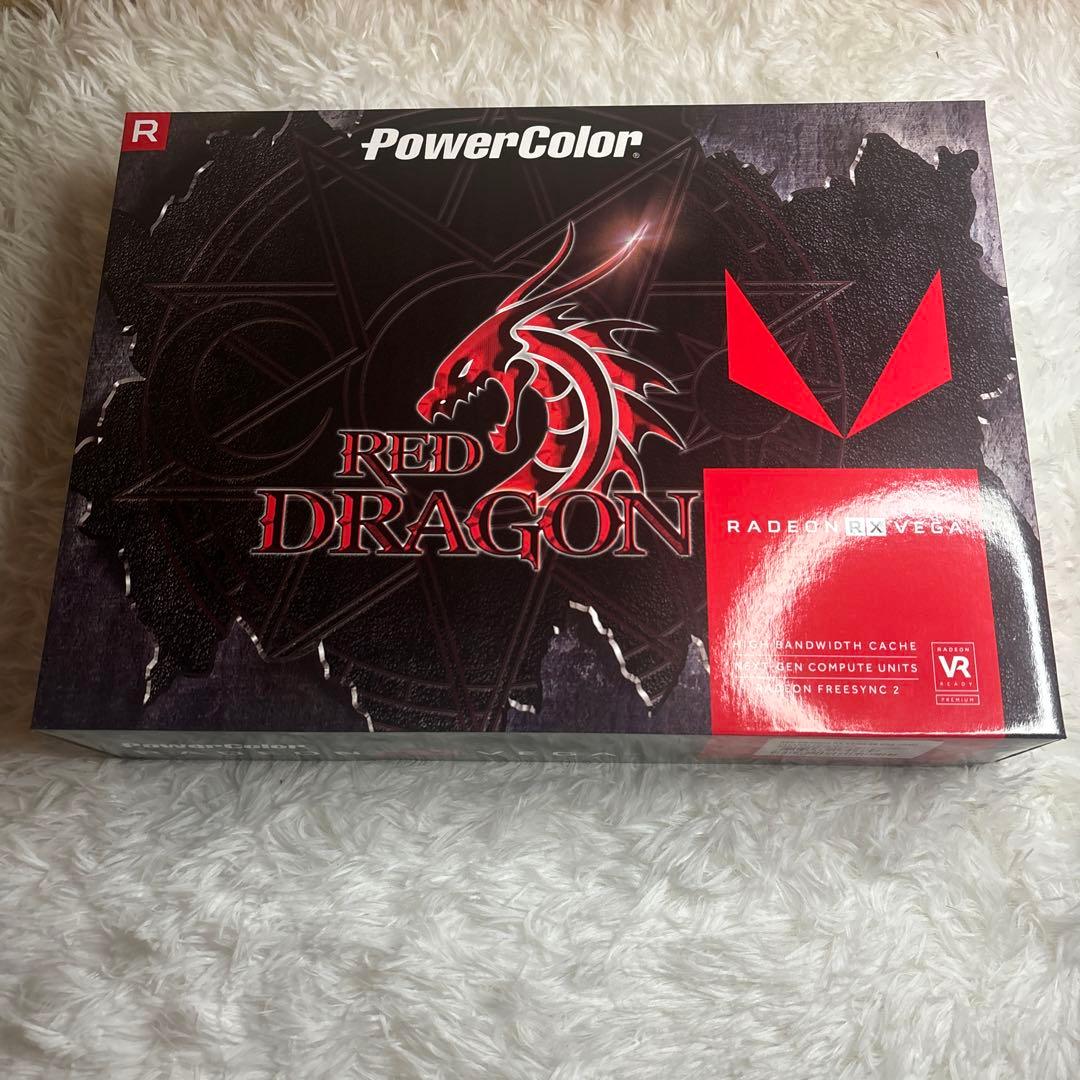 R
PowerColor®
RED
DRAGON
RADEON RX VEGA
HIGH BANDWIDTH CACHE
NEXT-GEN COMPUTE UNITS
RADEON FREESYNC 2
RADEON
VR
READY
PREMIUM
PowerColor
VEGA